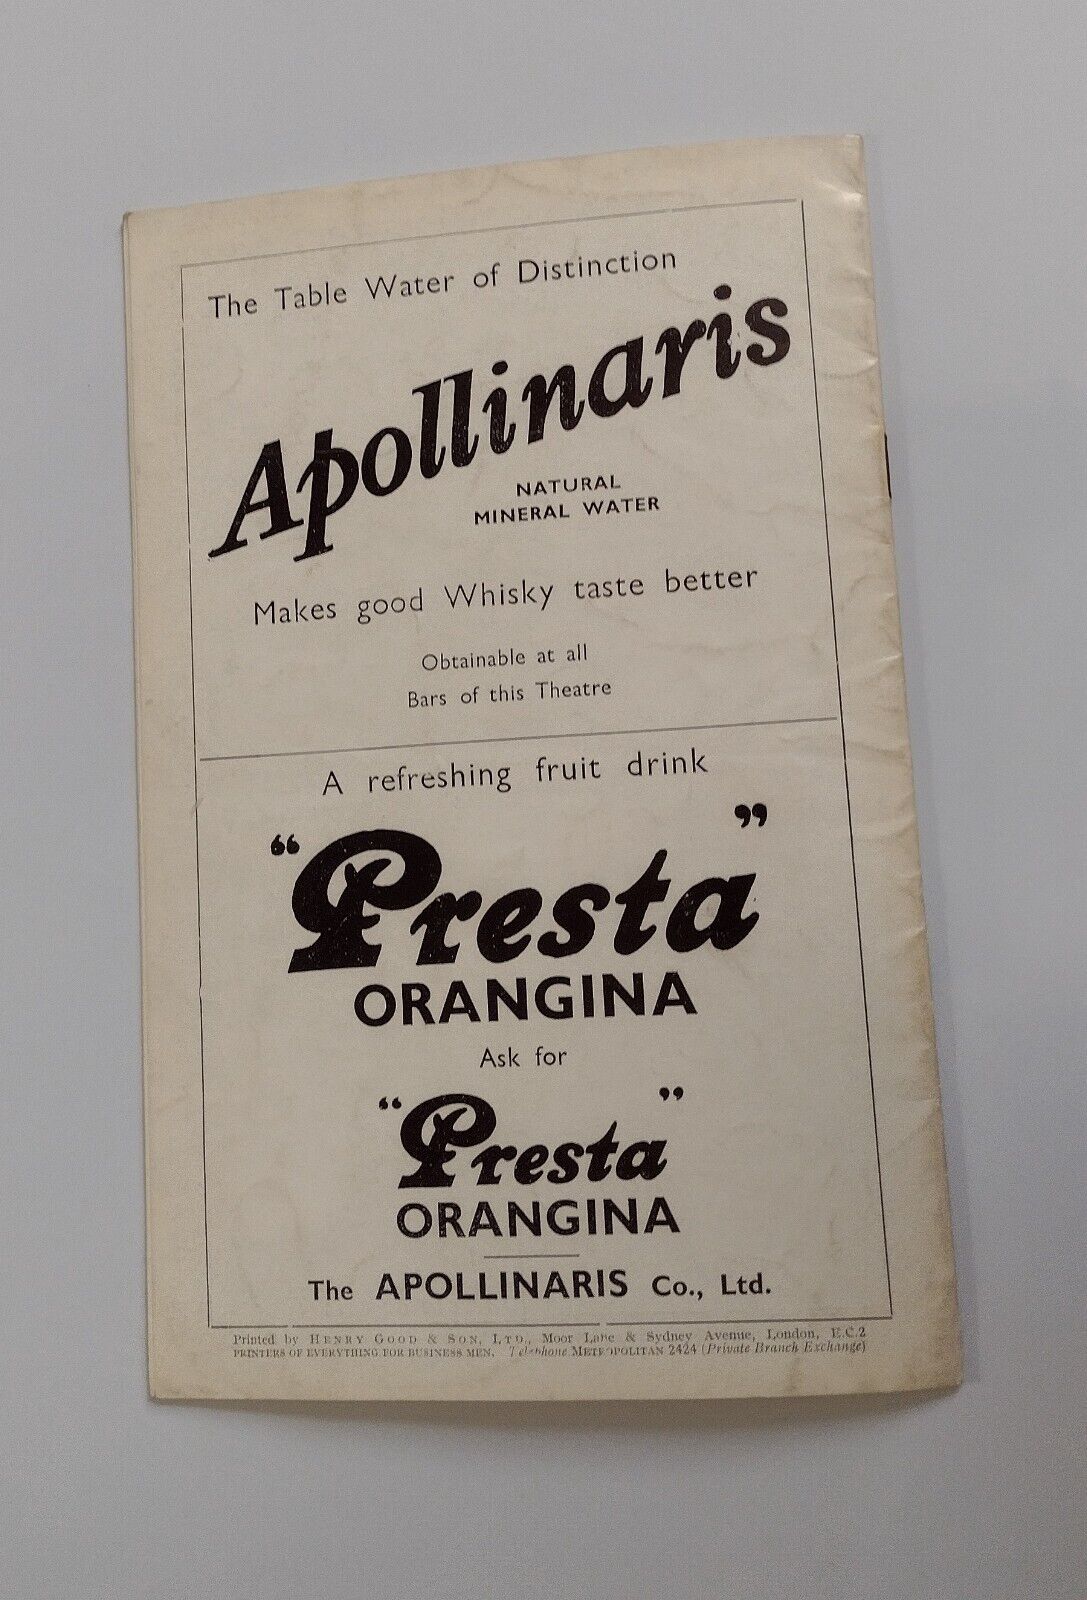 The Table Water of Distinction
Apollinaris
NATURAL
MINERAL WATER
Makes good Whisky taste better
Obtainable at all
Bars of this Theatre
A refreshing fruit drink
“Presta”
ORANGINA
Ask for
“Presta”
ORANGINA
The APOLLINARIS Co., Ltd.
Printed by HENRY GOOD & SON, LTD., Moor Lane & Sydney Avenue, London, E.C.2
PRINTERS OF EVERYTHING FOR BUSINESS MEN. Telephone METROPOLITAN 2424 (Private Branch Exchange)